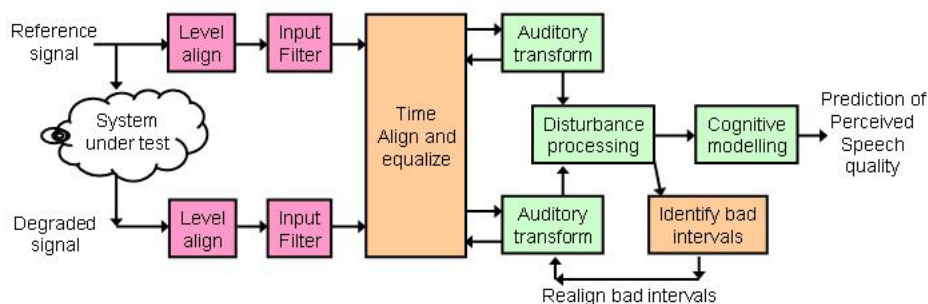 Reference
signal
Level
align
Input
Filter
Auditory
transform
System
under test
Time
Align and
equalize
Disturbance
processing
Cognitive
modelling
Prediction of
Perceived
Speech
quality
Degraded
signal
Level
align
Input
Filter
Auditory
transform
Identify bad
intervals
Realign bad intervals